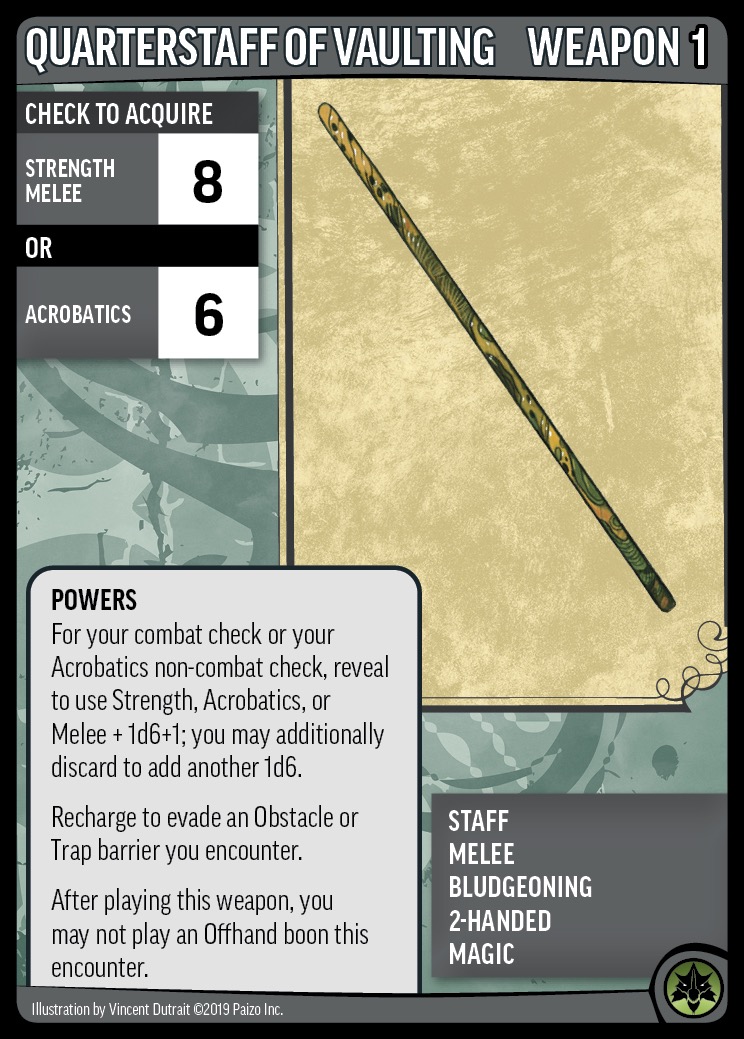 QUARTERSTAFF OF VAULTING WEAPON 1
CHECK TO ACQUIRE
STRENGTH
MELEE
8
OR
ACROBATICS
6
POWERS
For your combat check or your
Acrobatics non-combat check, reveal
to use Strength, Acrobatics, or
Melee + 1d6+1; you may additionally
discard to add another 1d6.
Recharge to evade an Obstacle or
Trap barrier you encounter.
After playing this weapon, you
may not play an Offhand boon this
encounter.
STAFF
MELEE
BLUDGEONING
2-HANDED
MAGIC
Illustration by Vincent Dutrait ©2019 Paizo Inc.